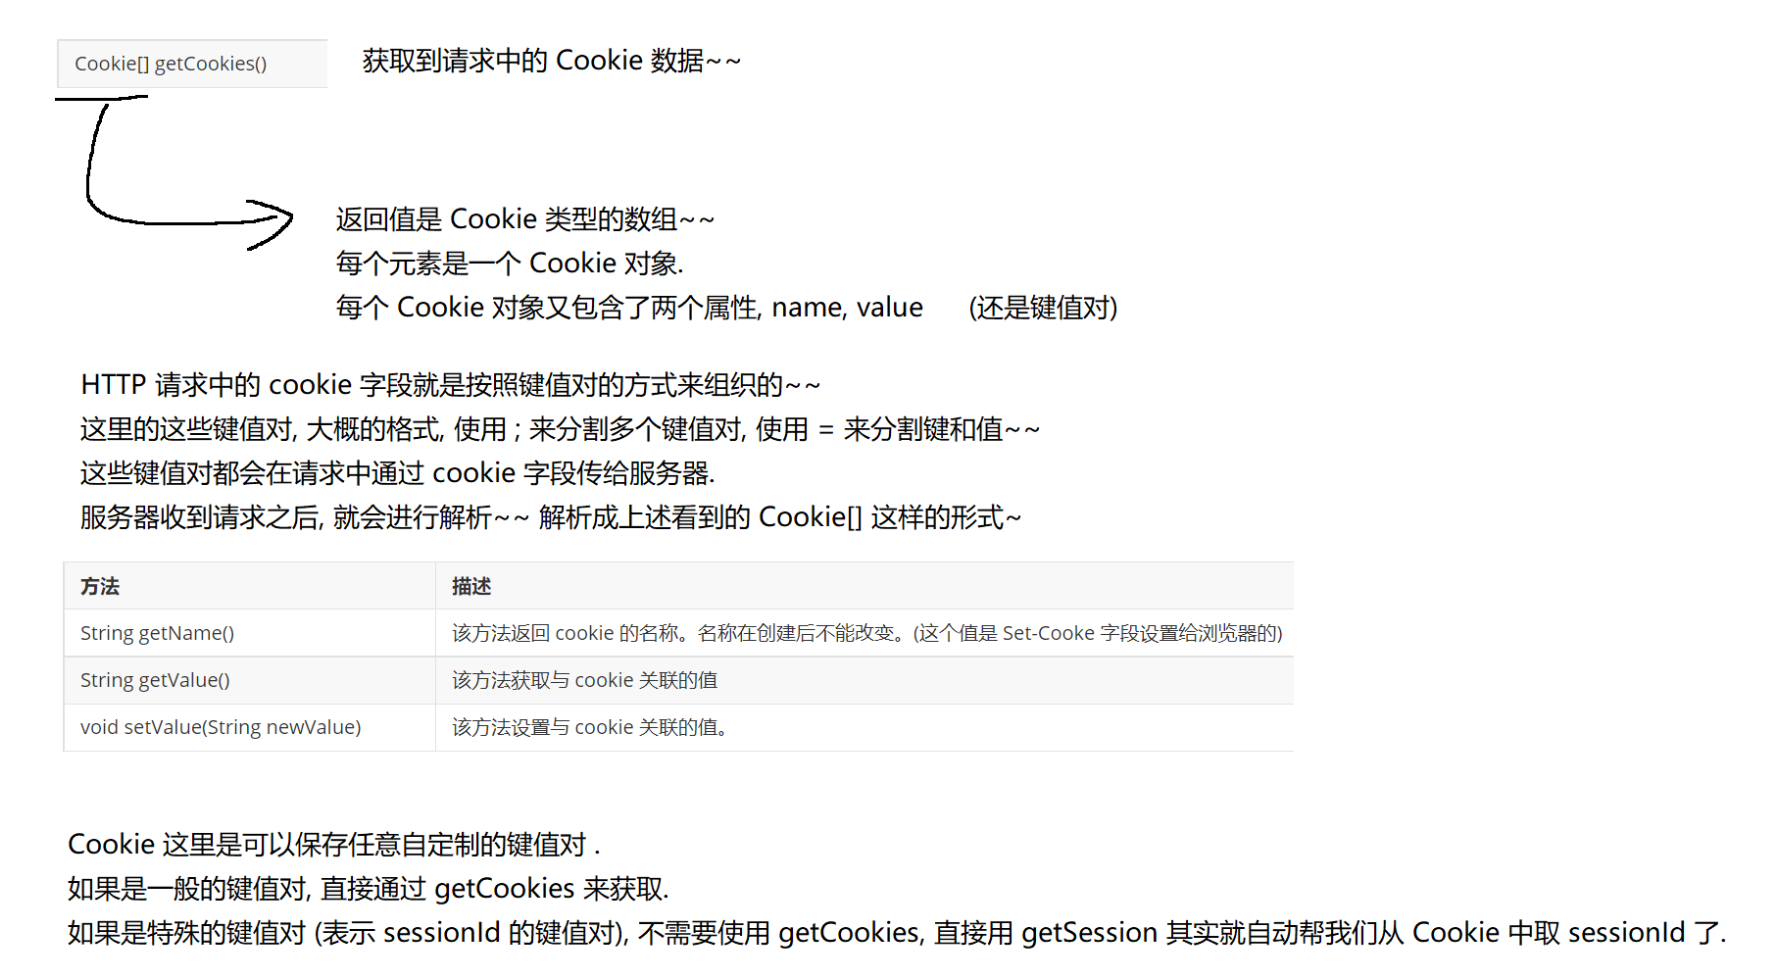 Cookie[] getCookies() 获取到请求中的 Cookie 数据~~
返回值是 Cookie 类型的数组~~
每个元素是一个 Cookie 对象.
每个 Cookie 对象又包含了两个属性, name, value (还是键值对)
HTTP 请求中的 cookie 字段就是按照键值对的方式来组织的~~
这里的这些键值对, 大概的格式, 使用 ; 来分割多个键值对, 使用 = 来分割键和值~~
这些键值对都会在请求中通过 cookie 字段传给服务器.
服务器收到请求之后, 就会进行解析~~ 解析成上述看到的 Cookie[] 这样的形式~
方法 描述
String getName() 该方法返回 cookie 的名称。名称在创建后不能改变。(这个值是 Set-Cooke 字段设置给浏览器的)
String getValue() 该方法获取与 cookie 关联的值
void setValue(String newValue) 该方法设置与 cookie 关联的值。
Cookie 这里是可以保存任意自定制的键值对 .
如果是一般的键值对, 直接通过 getCookies 来获取.
如果是特殊的键值对 (表示 sessionId 的键值对), 不需要使用 getCookies, 直接用 getSession 其实就自动帮我们从 Cookie 中取 sessionId 了.